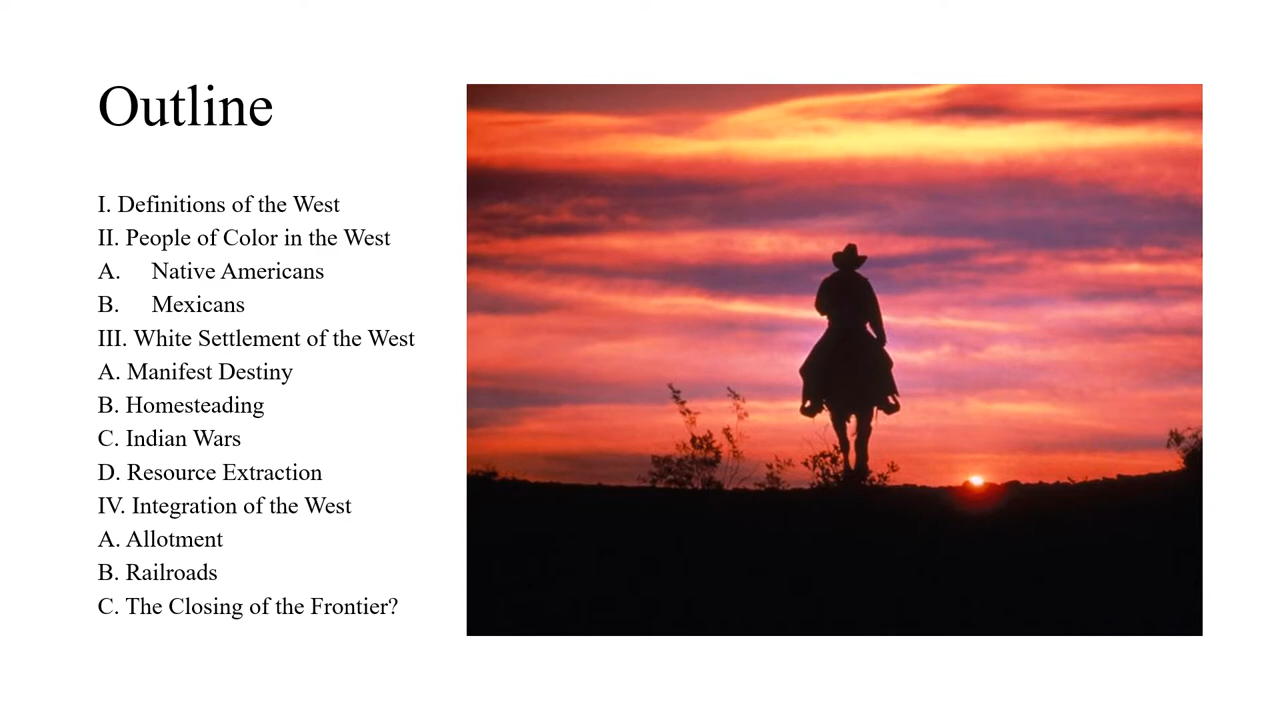 Outline
I. Definitions of the West
II. People of Color in the West
A. Native Americans
B. Mexicans
III. White Settlement of the West
A. Manifest Destiny
B. Homesteading
C. Indian Wars
D. Resource Extraction
IV. Integration of the West
A. Allotment
B. Railroads
C. The Closing of the Frontier?